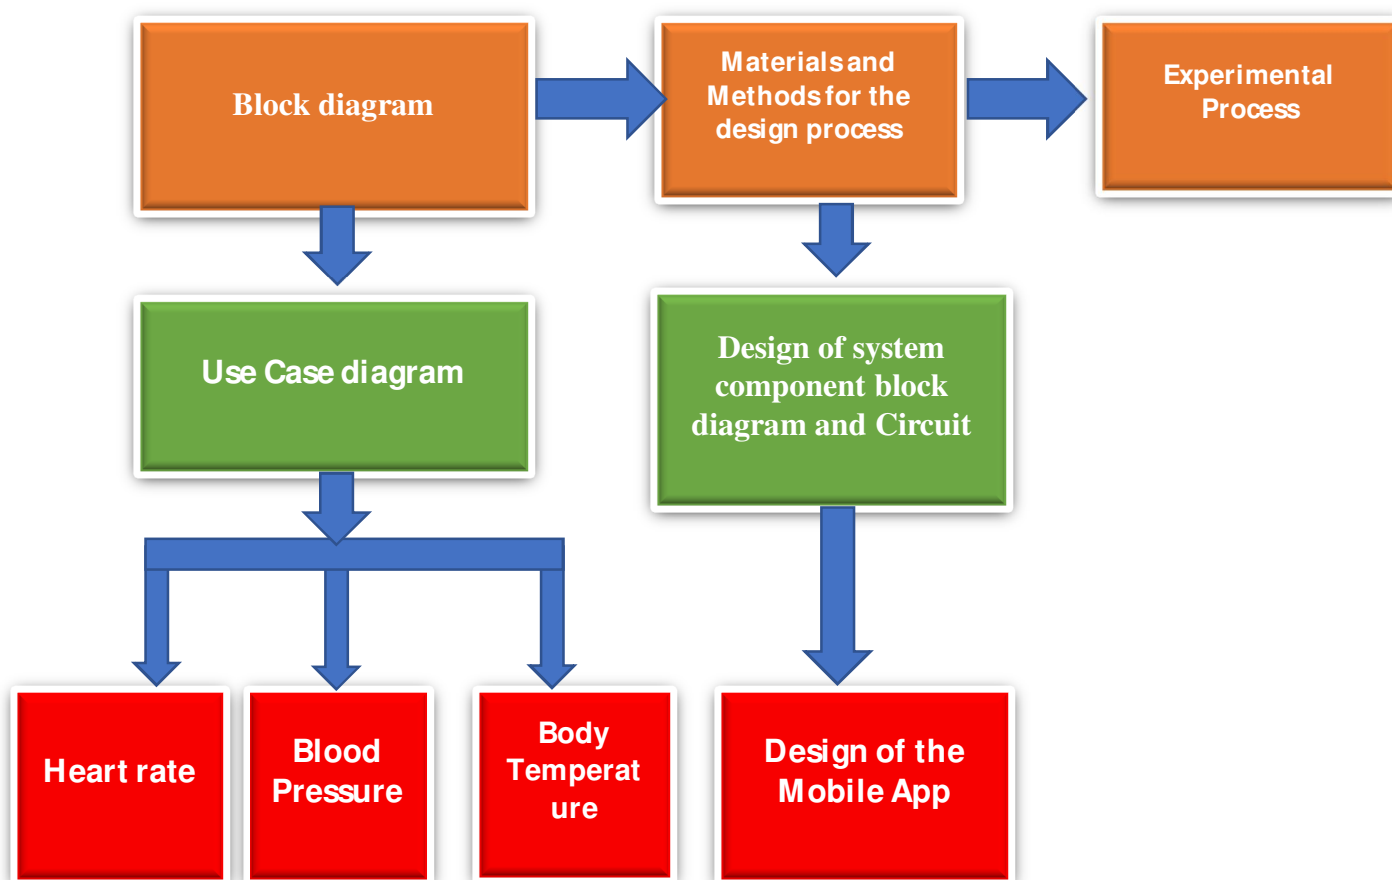 Block diagram
Materials and
Methods for the
design process
Experimental
Process
Use Case diagram
Design of system
component block
diagram and Circuit
Heart rate
Blood
Pressure
Body
Temperat
ure
Design of the
Mobile App